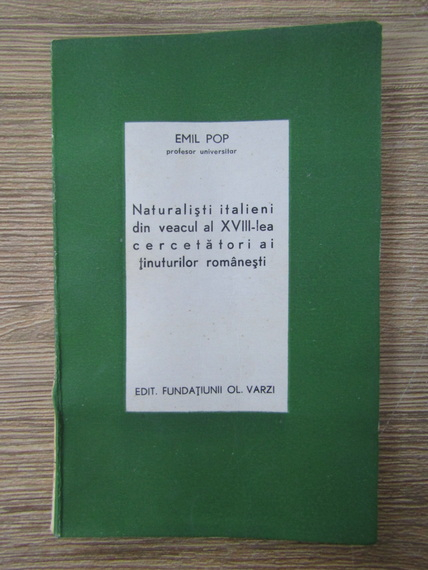 EMIL POP
profesor universitar
Naturaliști italieni
din veacul al XVIII-lea
cercetători ai
ținuturilor românești
EDIT. FUNDAȚIUNII OL. VARZI